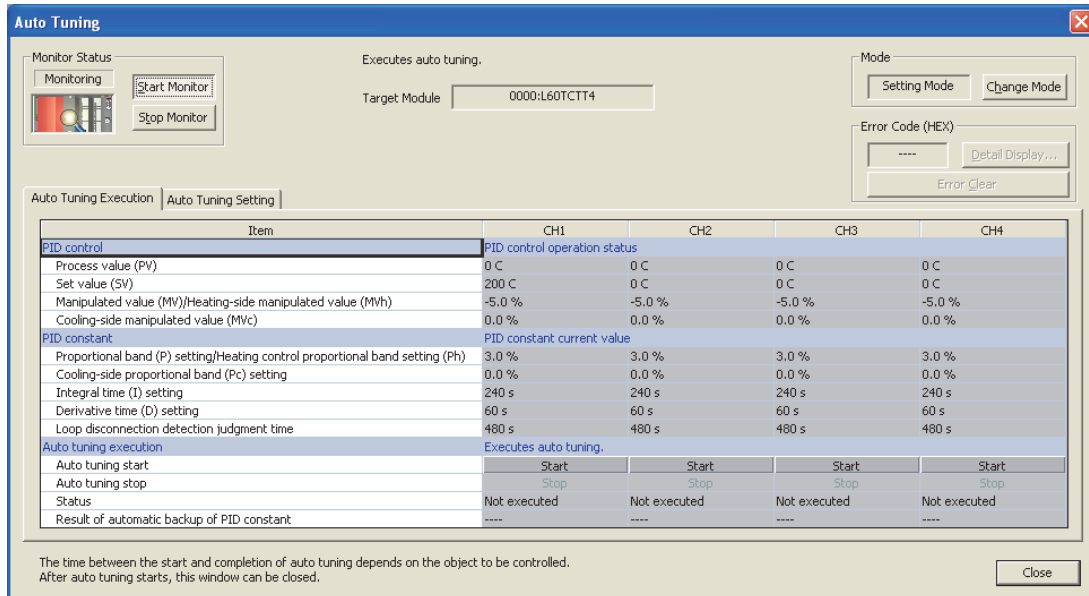 Auto Tuning
Monitor Status
Monitoring
Start Monitor
Stop Monitor
Executes auto tuning.
Target Module 0000:L60TCTT4
Mode
Setting Mode Change Mode
Error Code (HEX)
---- Detail Display...
Error Clear
Auto Tuning Execution Auto Tuning Setting
Item CH1 CH2 CH3 CH4
PID control PID control operation status
Process value (PV) 0 C 0 C 0 C 0 C
Set value (SV) 200 C 0 C 0 C 0 C
Manipulated value (MV)/Heating-side manipulated value (MVh) -5.0 % -5.0 % -5.0 % -5.0 %
Cooling-side manipulated value (MVc) 0.0 % 0.0 % 0.0 % 0.0 %
PID constant PID constant current value
Proportional band (P) setting/Heating control proportional band setting (Ph) 3.0 % 3.0 % 3.0 % 3.0 %
Cooling-side proportional band (Pc) setting 0.0 % 0.0 % 0.0 % 0.0 %
Integral time (I) setting 240 s 240 s 240 s 240 s
Derivative time (D) setting 60 s 60 s 60 s 60 s
Loop disconnection detection judgment time 480 s 480 s 480 s 480 s
Auto tuning execution Executes auto tuning.
Auto tuning start Start Start Start Start
Auto tuning stop Stop Stop Stop Stop
Status Not executed Not executed Not executed Not executed
Result of automatic backup of PID constant ---- ---- ---- ----
The time between the start and completion of auto tuning depends on the object to be controlled.
After auto tuning starts, this window can be closed.
Close